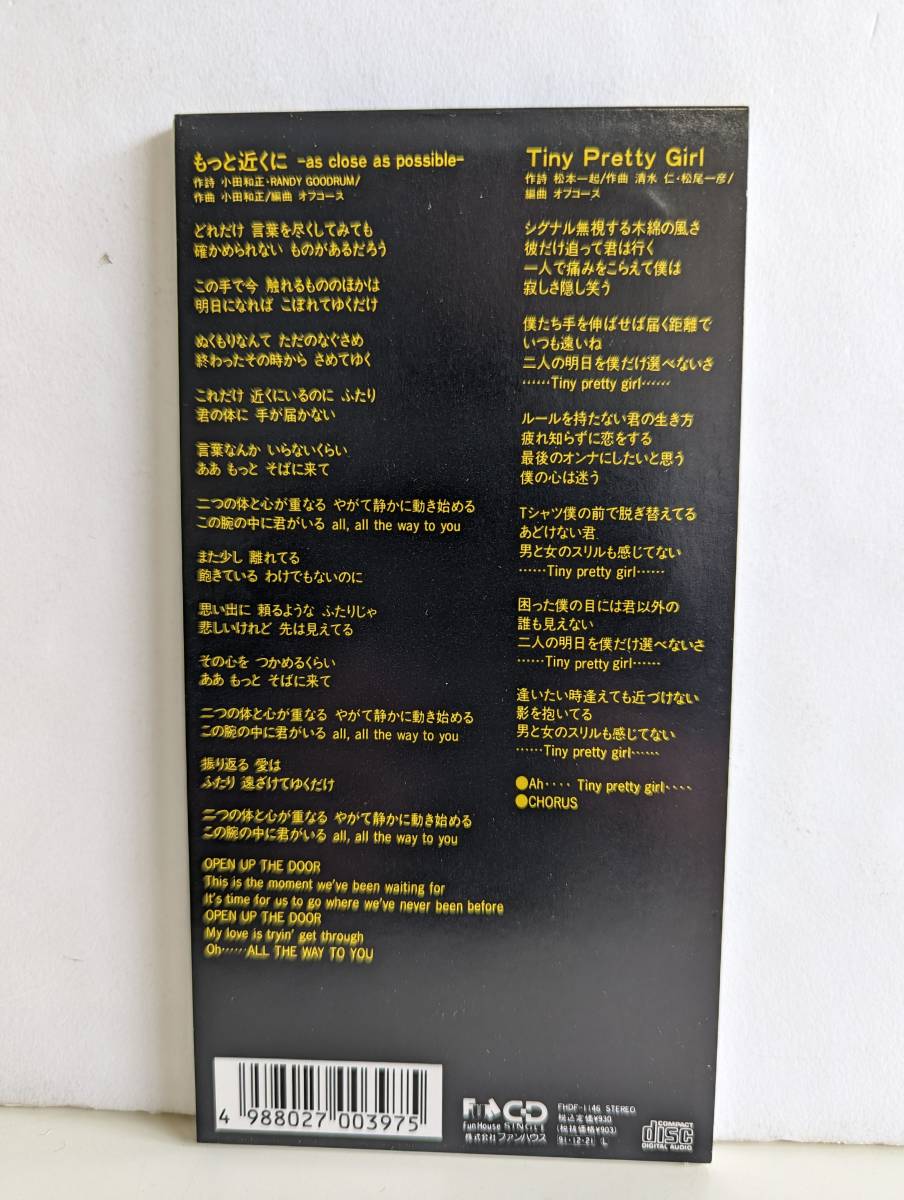 もっと近くに -as close as possible-
作詩 小田和正・RANDY GOODRUM/
作曲 小田和正/編曲 オフコース
どれだけ 言葉を尽くしてみても
確かめられない ものがあるだろう
この手で今 触れるもののほかは
明日になれば こぼれてゆくだけ
ぬくもりなんて ただのなぐさめ
終わったその時から さめてゆく
これだけ 近くにいるのに ふたり
君の体に 手が届かない
言葉なんか いらないくらい
ああ もっと そばに来て
二つの体と心が重なる やがて静かに動き始める
この腕の中に君がいる all, all the way to you
また少し 離れてる
飽きている わけでもないのに
思い出に 頼るような ふたりじゃ
悲しいけれど 先は見えてる
その心を つかめるくらい
ああ もっと そばに来て
二つの体と心が重なる やがて静かに動き始める
この腕の中に君がいる all, all the way to you
振り返る 愛は
ふたり 遠ざけてゆくだけ
二つの体と心が重なる やがて静かに動き始める
この腕の中に君がいる all, all the way to you
OPEN UP THE DOOR
This is the moment we've been waiting for
It's time for us to go where we've never been before
OPEN UP THE DOOR
My love is tryin' get through
Oh……ALL THE WAY TO YOU
Tiny Pretty Girl
作詩 松本一起/作曲 清水 仁・松尾一彦/
編曲 オフコース
シグナル無視する木綿の風さ
彼だけ追って君は行く
一人で痛みをこらえて僕は
寂しさ隠し笑う
僕たち手を伸ばせば届く距離で
いつも遠いね
二人の明日を僕だけ選べないさ
……Tiny pretty girl……
ルールを持たない君の生き方
疲れ知らずに恋をする
最後のオンナにしたいと思う
僕の心は迷う
Tシャツ僕の前で脱ぎ替えてる
あどけない君
男と女のスリルも感じてない
……Tiny pretty girl……
困った僕の目には君以外の
誰も見えない
二人の明日を僕だけ選べないさ
……Tiny pretty girl……
逢いたい時逢えても近づけない
影を抱いてる
男と女のスリルも感じてない
……Tiny pretty girl……
●Ah‥‥ Tiny pretty girl‥‥
●CHORUS
4 988027 003975
Fun House SINGLE
株式会社ファンハウス
FHDF-1146 STEREO
税込定価¥930
(税抜価格¥903)
91・12・21 L
COMPACT
disc
DIGITAL AUDIO